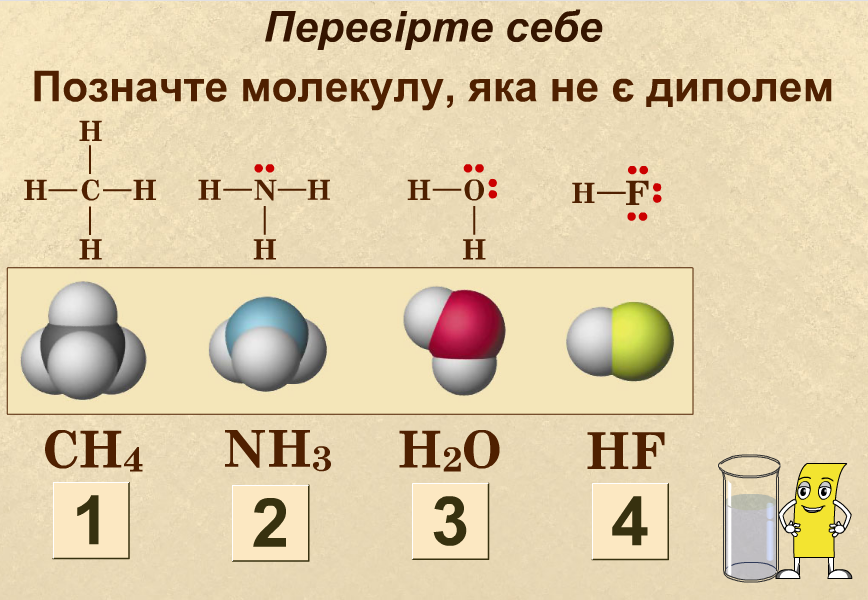 Перевірте себе
Позначте молекулу, яка не є диполем
H
H—C—H H—N—H H—O H—F
H H H
CH₄ NH₃ H₂O HF
1 2 3 4